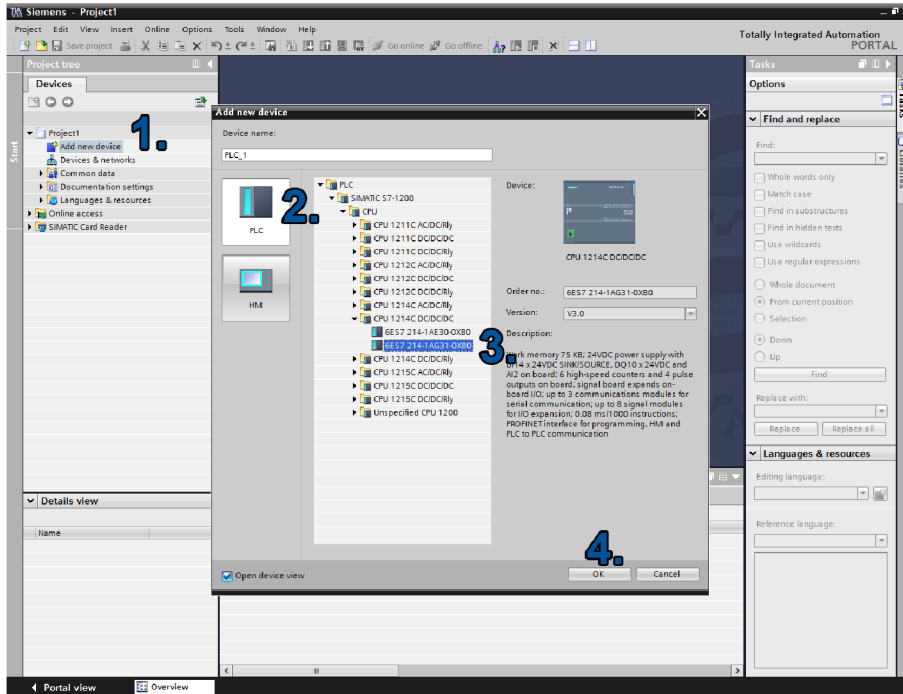 Siemens - Project1
Project Edit View Insert Online Options Tools Window Help
Totally Integrated Automation
PORTAL
Save project
Go online
Go offline
Project tree
Devices
Start
Project1
Add new device
Devices & networks
Common data
Documentation settings
Languages & resources
Online access
SIMATIC Card Reader
1.
Details view
Name
Add new device
Device name:
PLC_1
PLC
HMI
2.
PLC
SIMATIC S7-1200
CPU
CPU 1211C AC/DC/Rly
CPU 1211C DC/DC/DC
CPU 1211C DC/DC/Rly
CPU 1212C AC/DC/Rly
CPU 1212C DC/DC/DC
CPU 1212C DC/DC/Rly
CPU 1214C AC/DC/Rly
CPU 1214C DC/DC/DC
6ES7 214-1AE30-0XB0
6ES7 214-1AG31-0XB0
CPU 1214C DC/DC/Rly
CPU 1215C AC/DC/Rly
CPU 1215C DC/DC/DC
CPU 1215C DC/DC/Rly
Unspecified CPU 1200
3.
Device:
CPU 1214C DC/DC/DC
Order no.: 6ES7 214-1AG31-0XB0
Version: V3.0
Description:
Work memory 75 KB; 24VDC power supply with
DI14 x 24VDC SINK/SOURCE, DQ10 x 24VDC and
AI2 on board; 6 high-speed counters and 4 pulse
outputs on board; signal board expands on-
board I/O; up to 3 communications modules for
serial communication; up to 8 signal modules
for I/O expansion; 0.08 ms/1000 instructions;
PROFINET interface for programming, HMI and
PLC to PLC communication
4.
Open device view
OK
Cancel
Tasks
Options
Find and replace
Find:
Whole words only
Match case
Find in substructures
Find in hidden texts
Use wildcards
Use regular expressions
Whole document
From current position
Selection
Down
Up
Find
Replace with:
Replace
Replace all
Languages & resources
Editing language:
Reference language:
Tasks
Libraries
Portal view
Overview